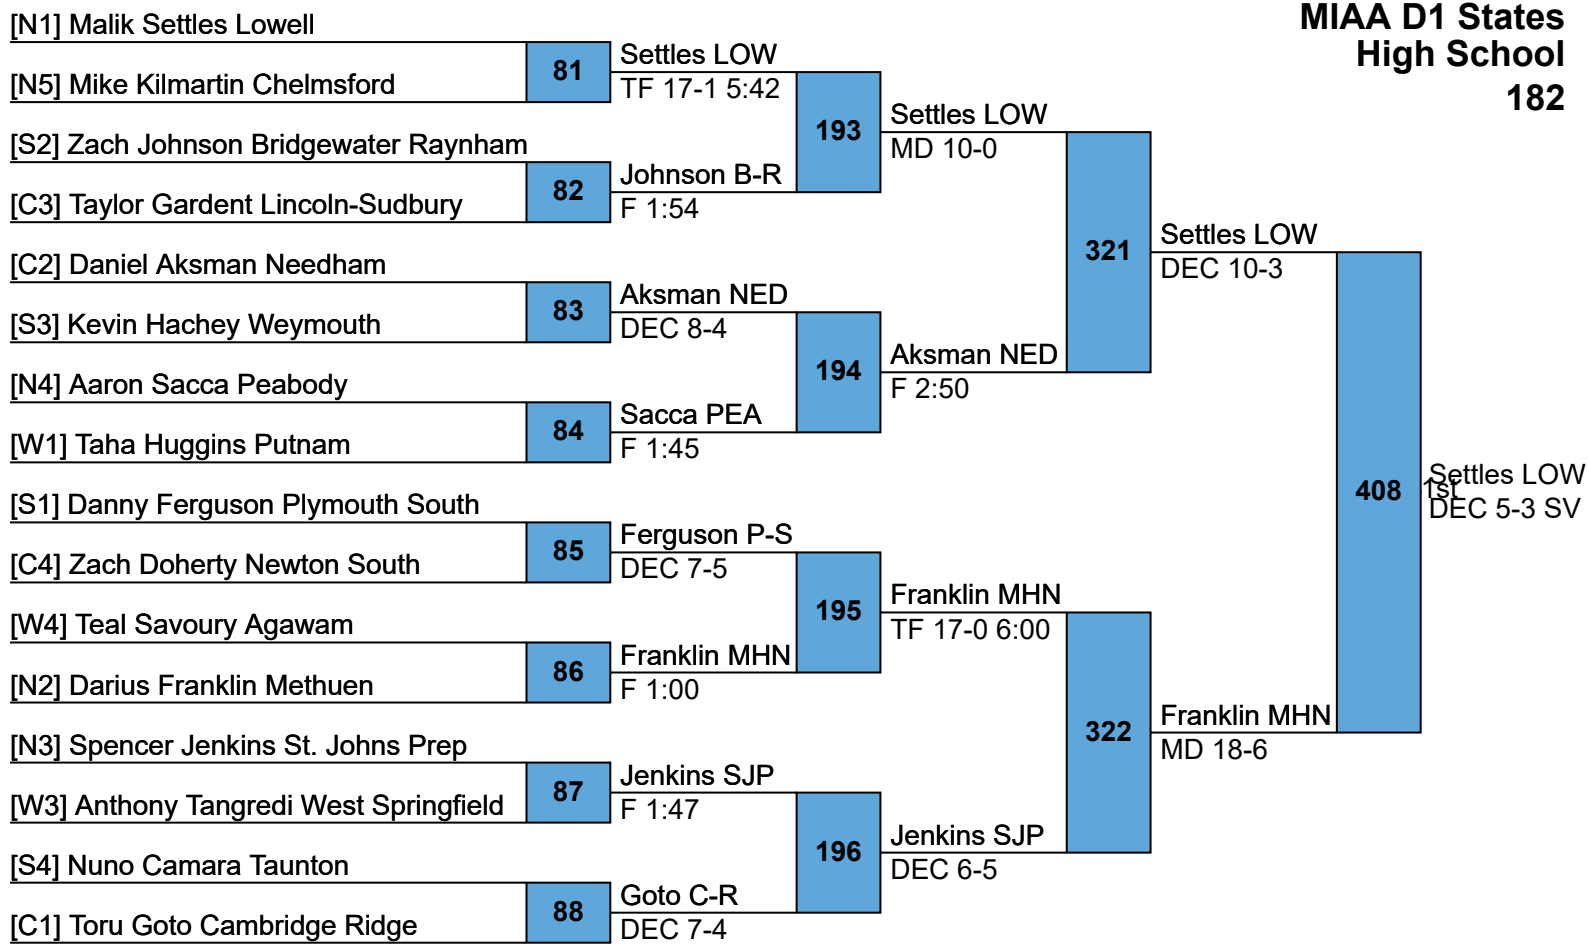 MIAA D1 States
High School
182
[N1] Malik Settles Lowell
81
[N5] Mike Kilmartin Chelmsford
Settles LOW
TF 17-1 5:42
193
[S2] Zach Johnson Bridgewater Raynham
82
[C3] Taylor Gardent Lincoln-Sudbury
Johnson B-R
F 1:54
Settles LOW
MD 10-0
321
[C2] Daniel Aksman Needham
83
[S3] Kevin Hachey Weymouth
Aksman NED
DEC 8-4
194
[N4] Aaron Sacca Peabody
84
[W1] Taha Huggins Putnam
Sacca PEA
F 1:45
Aksman NED
F 2:50
Settles LOW
DEC 10-3
408
1st
Settles LOW
DEC 5-3 SV
[S1] Danny Ferguson Plymouth South
85
[C4] Zach Doherty Newton South
Ferguson P-S
DEC 7-5
195
[W4] Teal Savoury Agawam
86
[N2] Darius Franklin Methuen
Franklin MHN
F 1:00
Franklin MHN
TF 17-0 6:00
322
[N3] Spencer Jenkins St. Johns Prep
87
[W3] Anthony Tangredi West Springfield
Jenkins SJP
F 1:47
196
[S4] Nuno Camara Taunton
88
[C1] Toru Goto Cambridge Ridge
Goto C-R
DEC 7-4
Jenkins SJP
DEC 6-5
Franklin MHN
MD 18-6